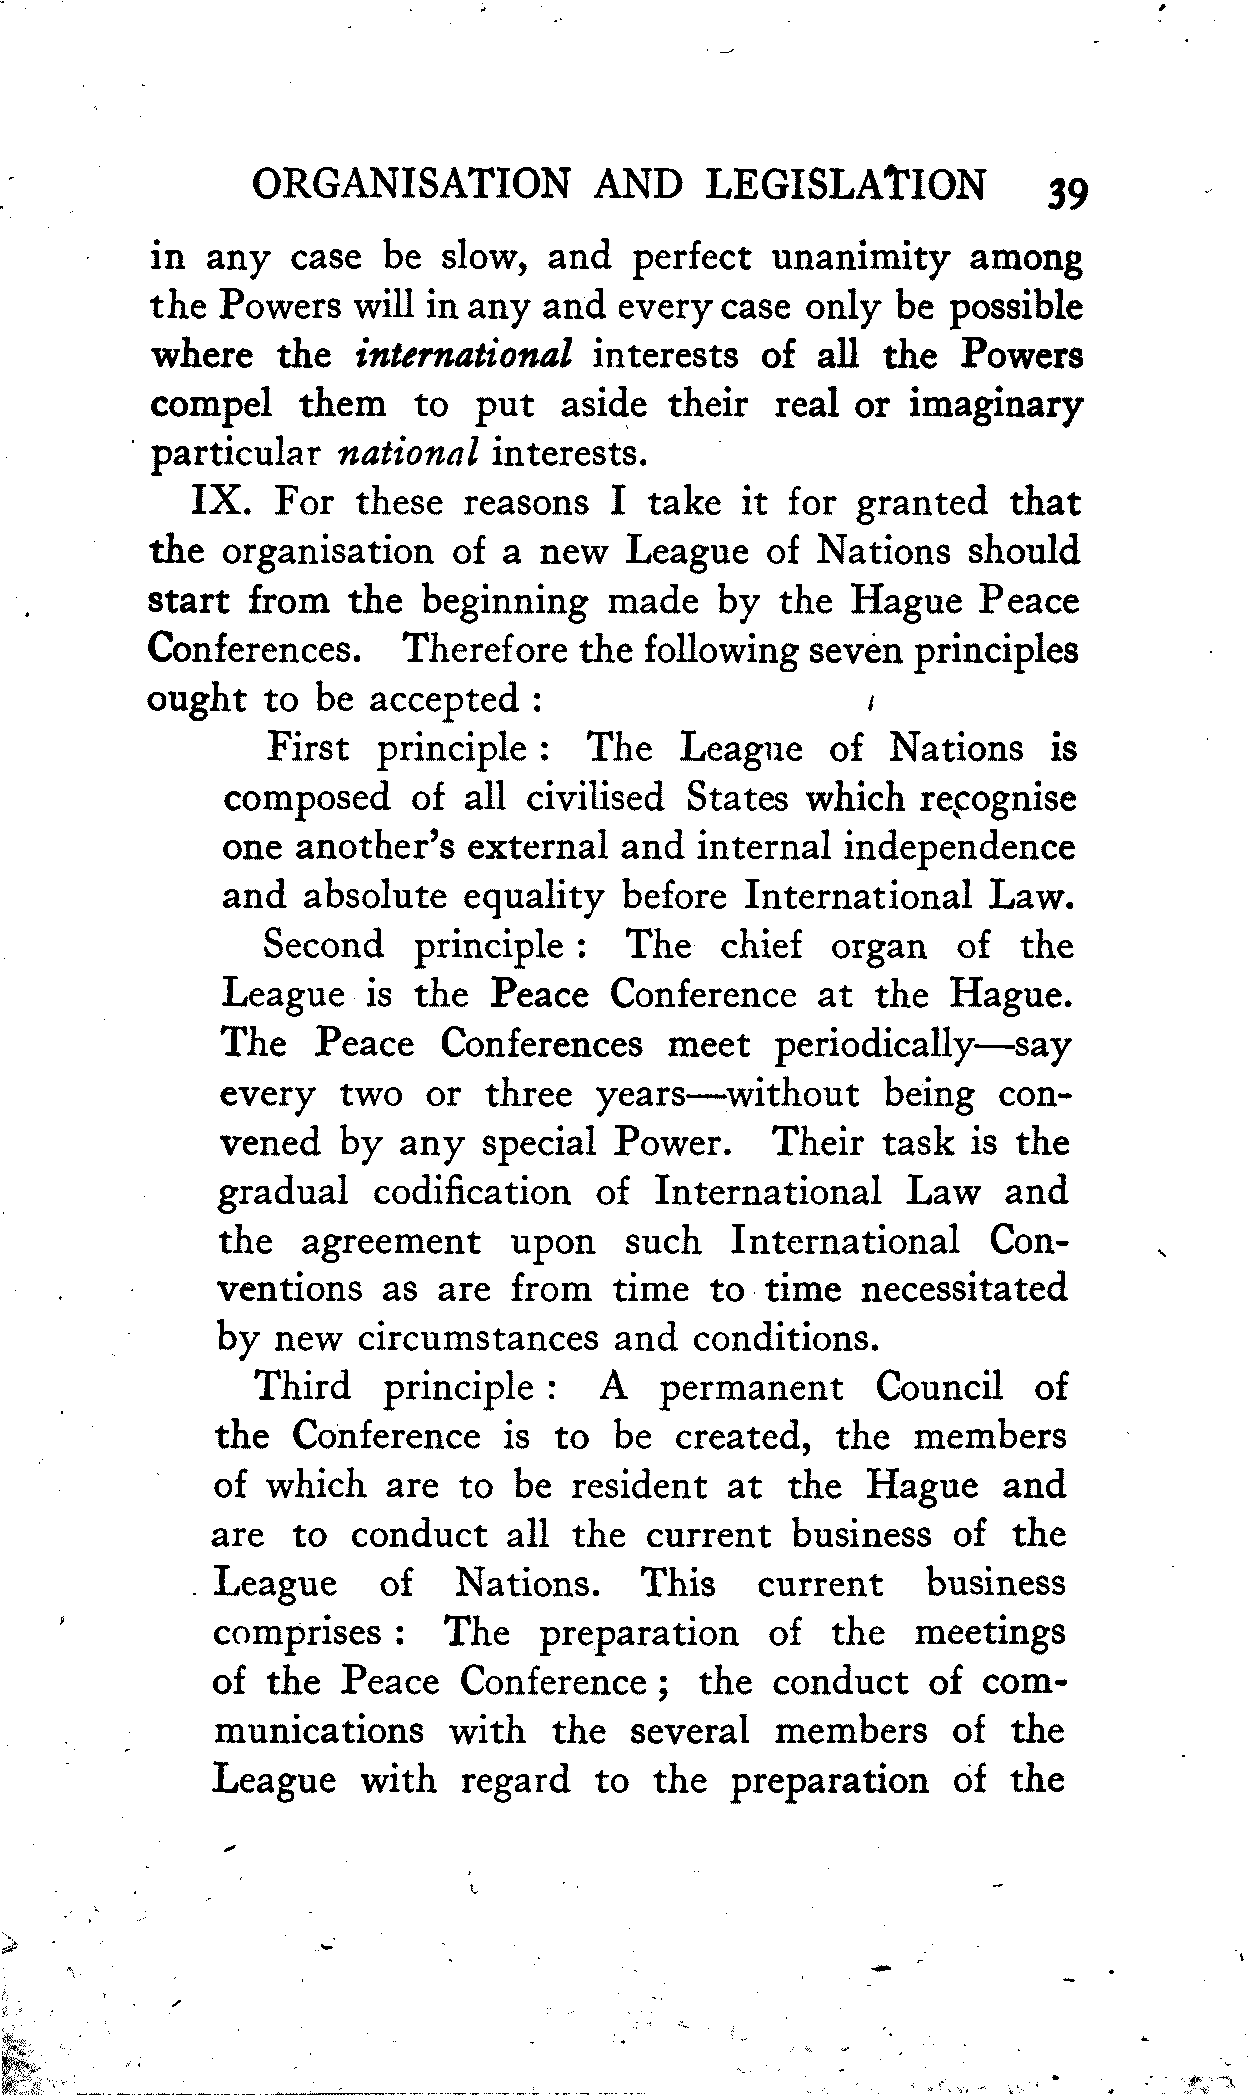 ORGANISATION AND LEGISLATION 39
in any case be slow, and perfect unanimity among
the Powers will in any and every case only be possible
where the international interests of all the Powers
compel them to put aside their real or imaginary
particular national interests.
IX. For these reasons I take it for granted that
the organisation of a new League of Nations should
start from the beginning made by the Hague Peace
Conferences. Therefore the following seven principles
ought to be accepted :
First principle : The League of Nations is
composed of all civilised States which recognise
one another's external and internal independence
and absolute equality before International Law.
Second principle : The chief organ of the
League is the Peace Conference at the Hague.
The Peace Conferences meet periodically—say
every two or three years—without being con-
vened by any special Power. Their task is the
gradual codification of International Law and
the agreement upon such International Con-
ventions as are from time to time necessitated
by new circumstances and conditions.
Third principle : A permanent Council of
the Conference is to be created, the members
of which are to be resident at the Hague and
are to conduct all the current business of the
League of Nations. This current business
comprises : The preparation of the meetings
of the Peace Conference ; the conduct of com-
munications with the several members of the
League with regard to the preparation of the